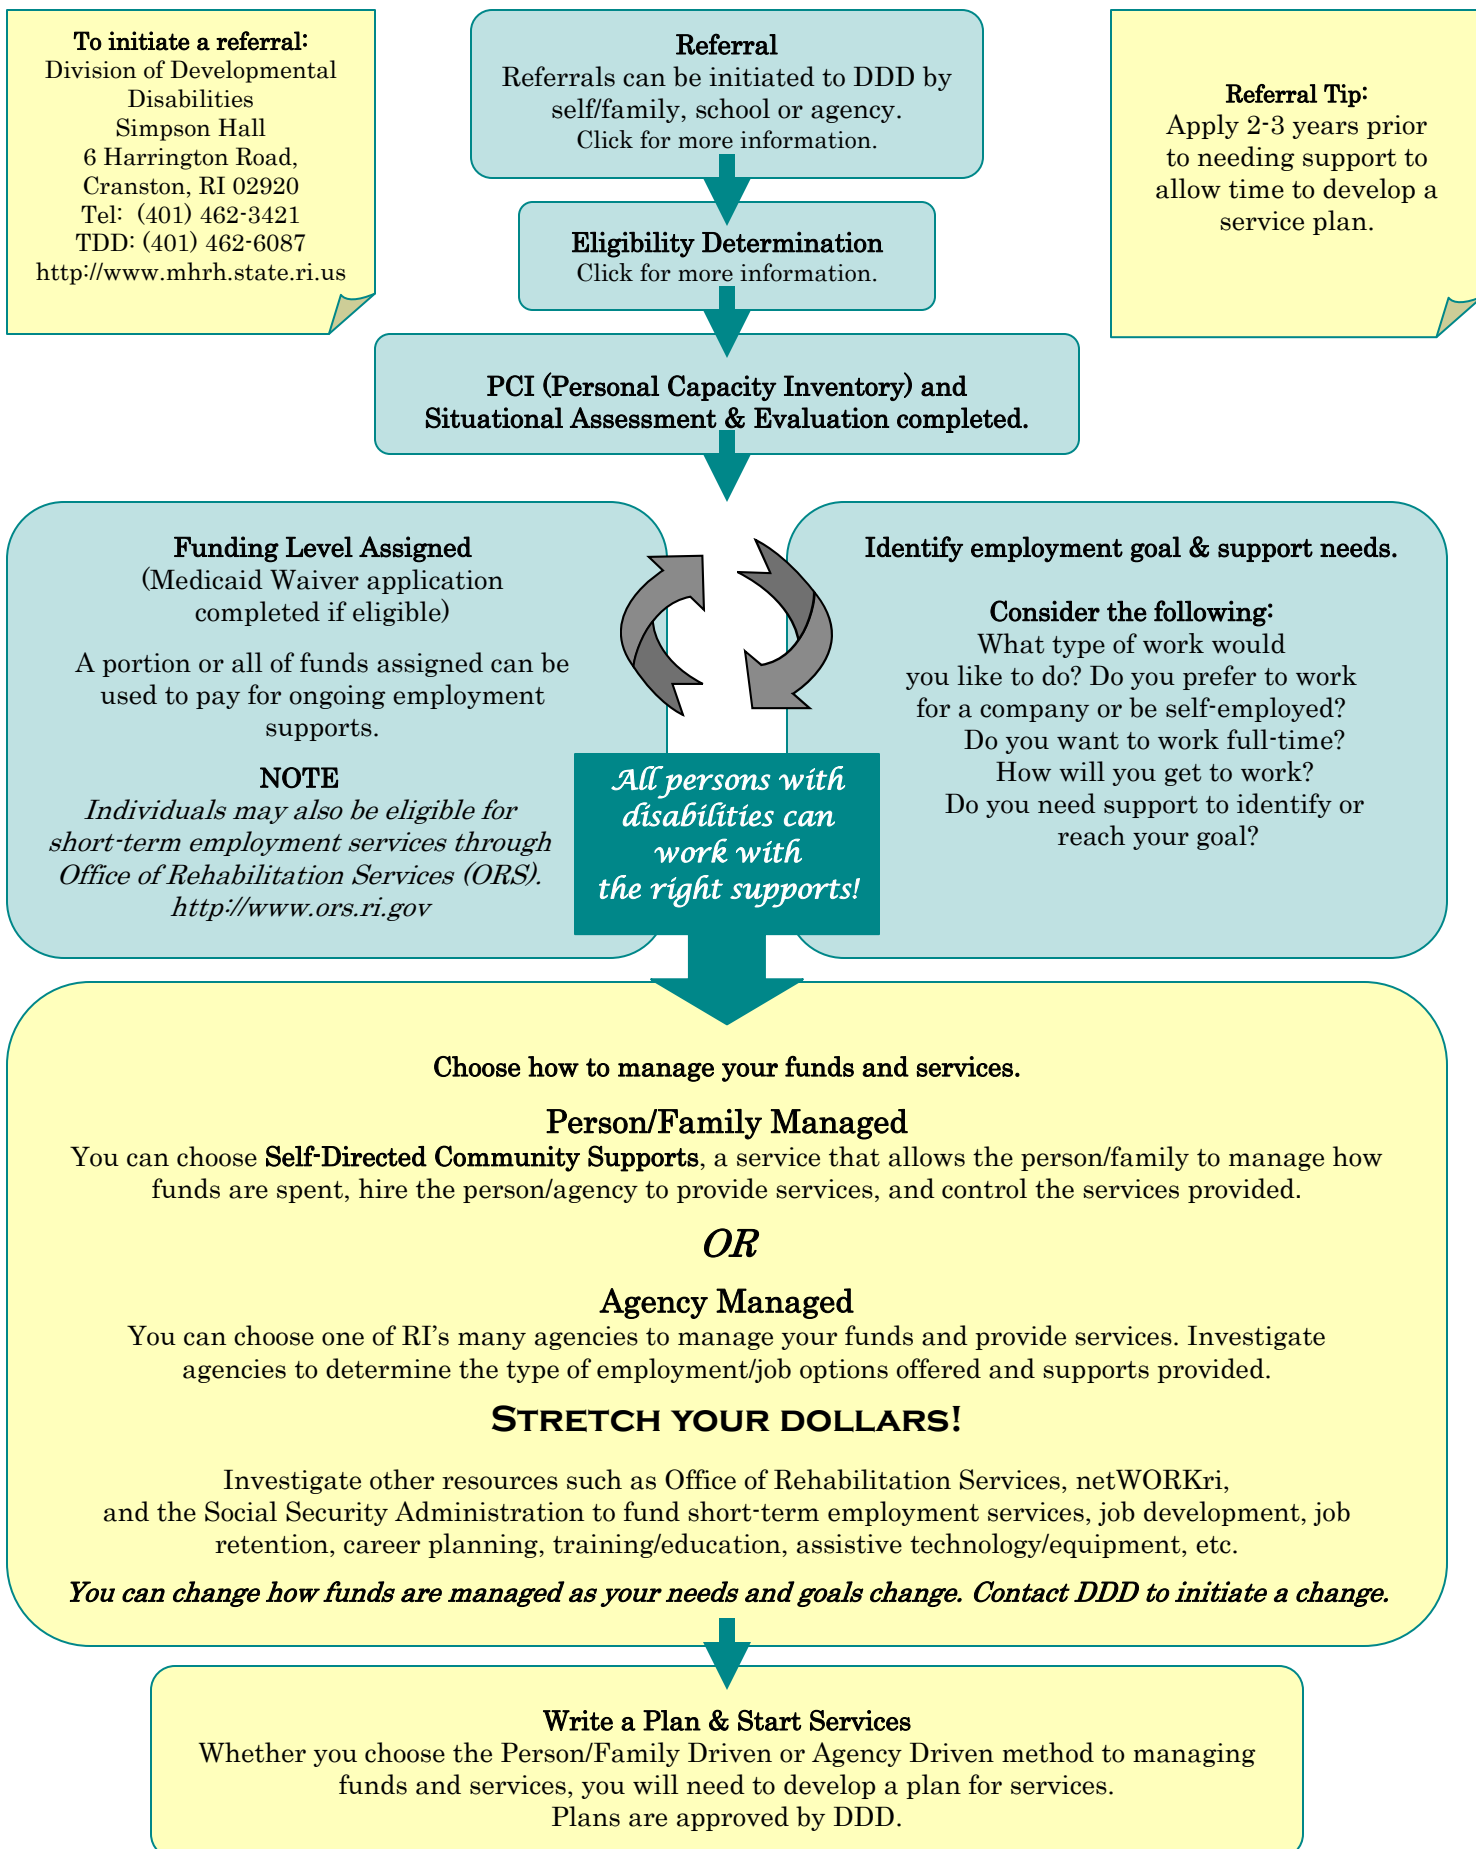 To initiate a referral:
Division of Developmental
Disabilities
Simpson Hall
6 Harrington Road,
Cranston, RI 02920
Tel:  (401) 462-3421
TDD: (401) 462-6087
http://www.mhrh.state.ri.us
Referral
Referrals can be initiated to DDD by
self/family, school or agency.
Click for more information.
Referral Tip:
Apply 2-3 years prior
to needing support to
allow time to develop a
service plan.
Eligibility Determination
Click for more information.
PCI (Personal Capacity Inventory) and
Situational Assessment & Evaluation completed.
Funding Level Assigned
(Medicaid Waiver application
completed if eligible)
A portion or all of funds assigned can be
used to pay for ongoing employment
supports.
NOTE
Individuals may also be eligible for
short-term employment services through
Office of Rehabilitation Services (ORS).
http://www.ors.ri.gov
Identify employment goal & support needs.
Consider the following:
What type of work would
you like to do? Do you prefer to work
for a company or be self-employed?
Do you want to work full-time?
How will you get to work?
Do you need support to identify or
reach your goal?
All persons with
disabilities can
work with
the right supports!
Choose how to manage your funds and services.
Person/Family Managed
You can choose Self-Directed Community Supports, a service that allows the person/family to manage how
funds are spent, hire the person/agency to provide services, and control the services provided.
OR
Agency Managed
You can choose one of RI’s many agencies to manage your funds and provide services. Investigate
agencies to determine the type of employment/job options offered and supports provided.
STRETCH YOUR DOLLARS!
Investigate other resources such as Office of Rehabilitation Services, netWORKri,
and the Social Security Administration to fund short-term employment services, job development, job
retention, career planning, training/education, assistive technology/equipment, etc.
You can change how funds are managed as your needs and goals change. Contact DDD to initiate a change.
Write a Plan & Start Services
Whether you choose the Person/Family Driven or Agency Driven method to managing
funds and services, you will need to develop a plan for services.
Plans are approved by DDD.